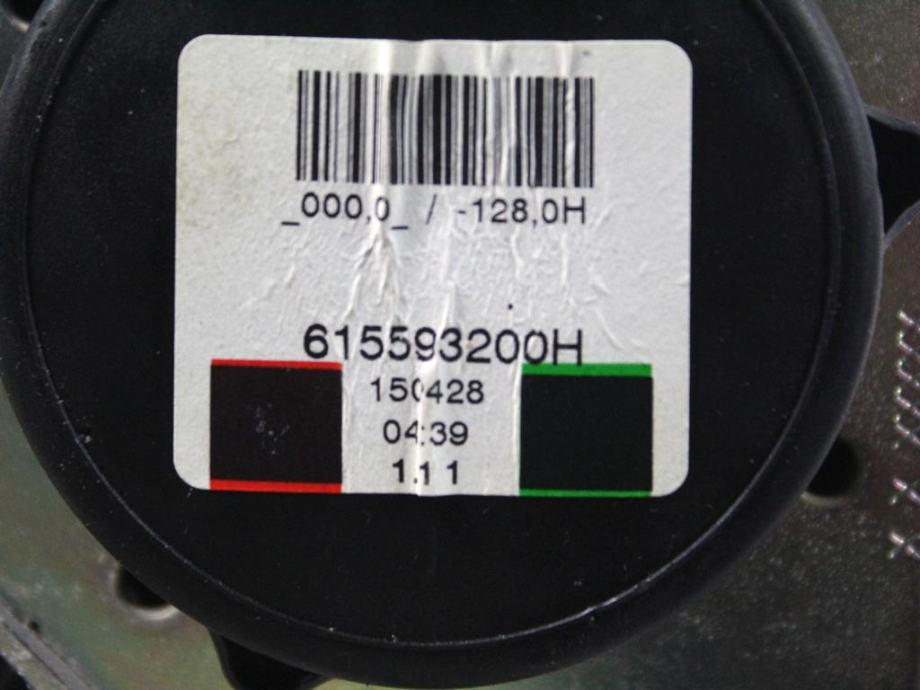 _000,0_ / -128,0H
615593200H
150428
04:39
1.1 1